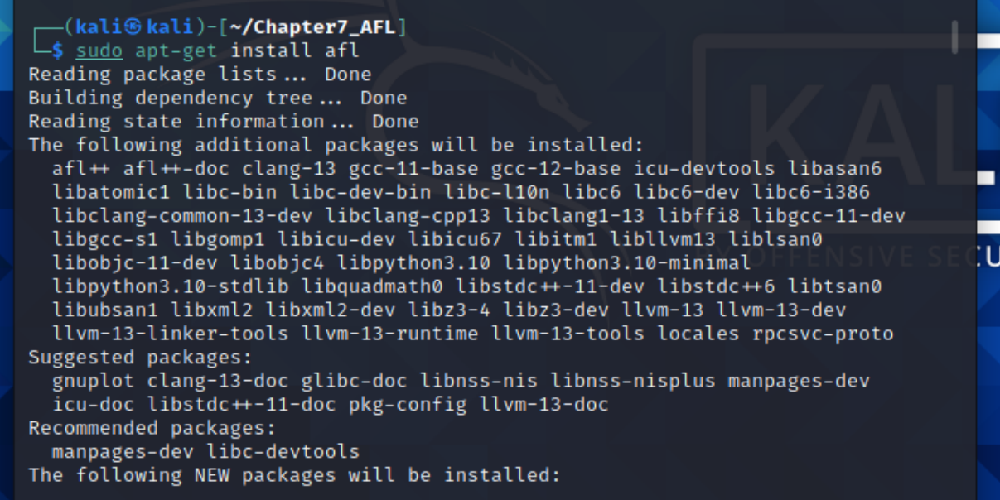 (kali㉿kali)-[~/Chapter7_AFL]
$ sudo apt-get install afl
Reading package lists... Done
Building dependency tree... Done
Reading state information... Done
The following additional packages will be installed:
afl++ afl++-doc clang-13 gcc-11-base gcc-12-base icu-devtools libasan6
libatomic1 libc-bin libc-dev-bin libc-l10n libc6 libc6-dev libc6-i386
libclang-common-13-dev libclang-cpp13 libclang1-13 libffi8 libgcc-11-dev
libgcc-s1 libgomp1 libicu-dev libicu67 libitm1 libllvm13 liblsan0
libobjc-11-dev libobjc4 libpython3.10 libpython3.10-minimal
libpython3.10-stdlib libquadmath0 libstdc++-11-dev libstdc++6 libtsan0
libubsan1 libxml2 libxml2-dev libz3-4 libz3-dev llvm-13 llvm-13-dev
llvm-13-linker-tools llvm-13-runtime llvm-13-tools locales rpcsvc-proto
Suggested packages:
gnuplot clang-13-doc glibc-doc libnss-nis libnss-nisplus manpages-dev
icu-doc libstdc++-11-doc pkg-config llvm-13-doc
Recommended packages:
manpages-dev libc-devtools
The following NEW packages will be installed:
KAL
BY OFFENSIVE SECU